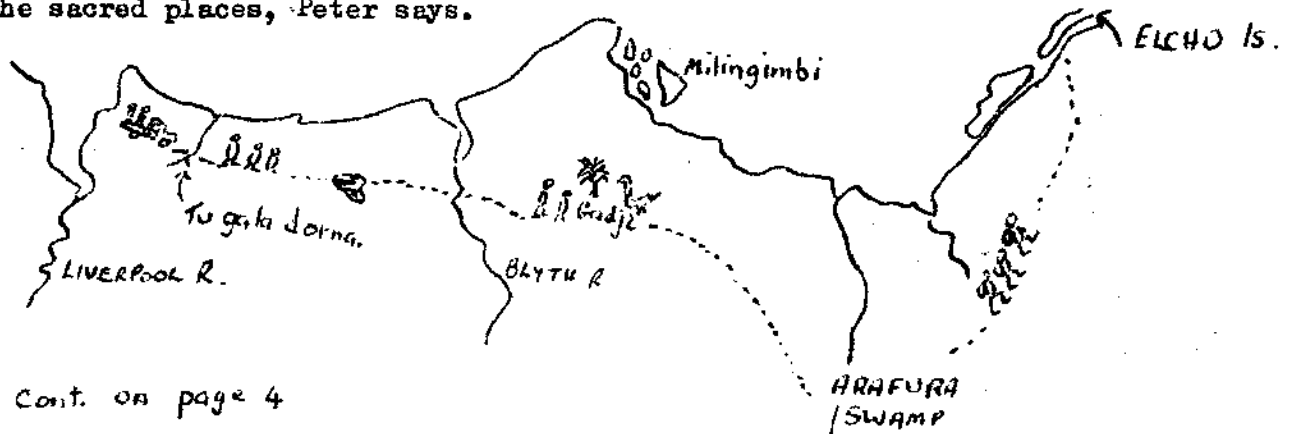 he sacred places, Peter says.
ELCHO Is.
Milingimbi
Gadji
Tu gala dorna.
LIVERPOOL R.
BLYTH R
ARAFURA
SWAMP
Cont. on page 4